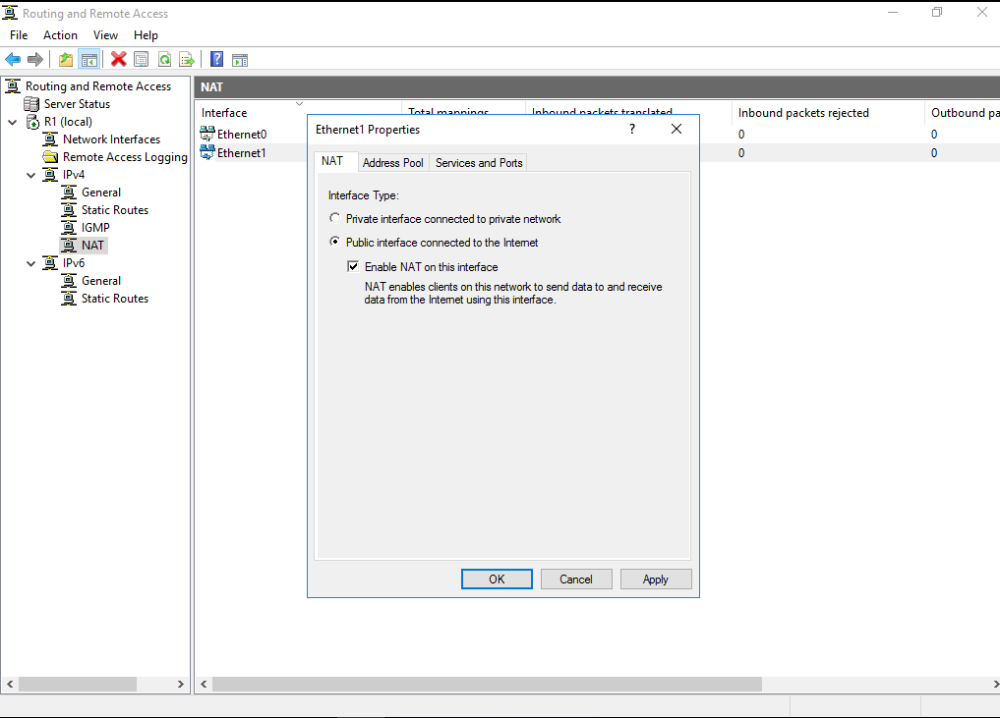 Routing and Remote Access
File Action View Help
Routing and Remote Access
Server Status
R1 (local)
Network Interfaces
Remote Access Logging
IPv4
General
Static Routes
IGMP
NAT
IPv6
General
Static Routes
NAT
Interface Total mappings Inbound packets translated Inbound packets rejected Outbound pa
Ethernet0 0 0
Ethernet1 0 0
Ethernet1 Properties ?
NAT Address Pool Services and Ports
Interface Type:
Private interface connected to private network
Public interface connected to the Internet
Enable NAT on this interface
NAT enables clients on this network to send data to and receive
data from the Internet using this interface.
OK Cancel Apply